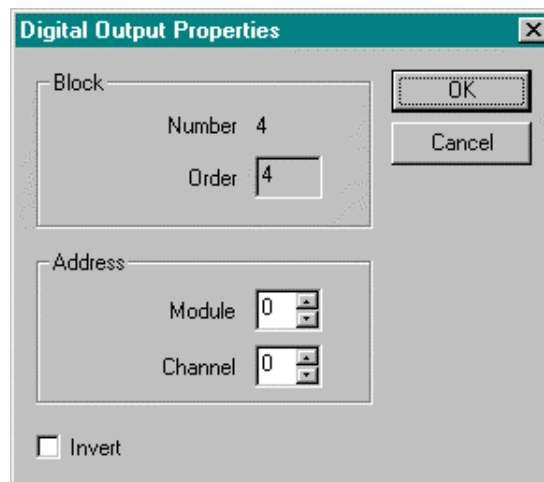 Digital Output Properties
Block
Number 4
Order 4
OK
Cancel
Address
Module 0
Channel 0
Invert